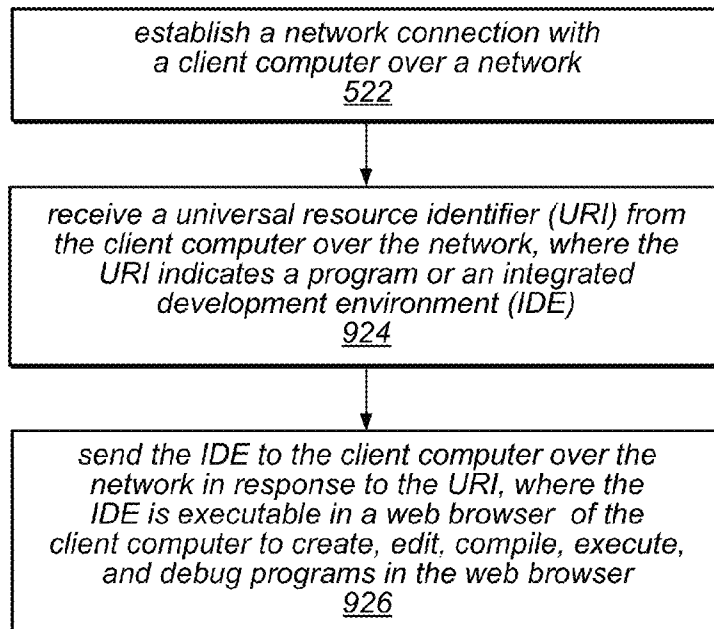 establish a network connection with
a client computer over a network
522
receive a universal resource identifier (URI) from
the client computer over the network, where the
URI indicates a program or an integrated
development environment (IDE)
924
send the IDE to the client computer over the
network in response to the URI, where the
IDE is executable in a web browser of the
client computer to create, edit, compile, execute,
and debug programs in the web browser
926